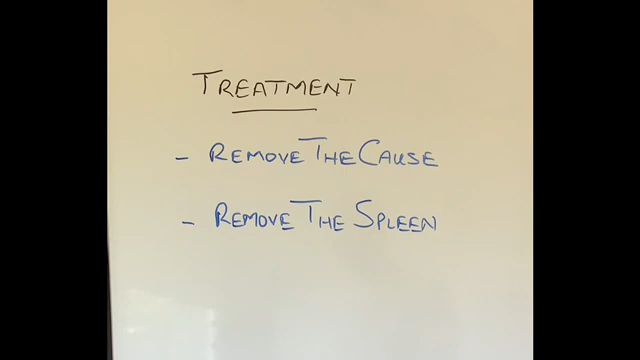 TREATMENT
- REMOVE THE CAUSE
- REMOVE THE SPLEEN